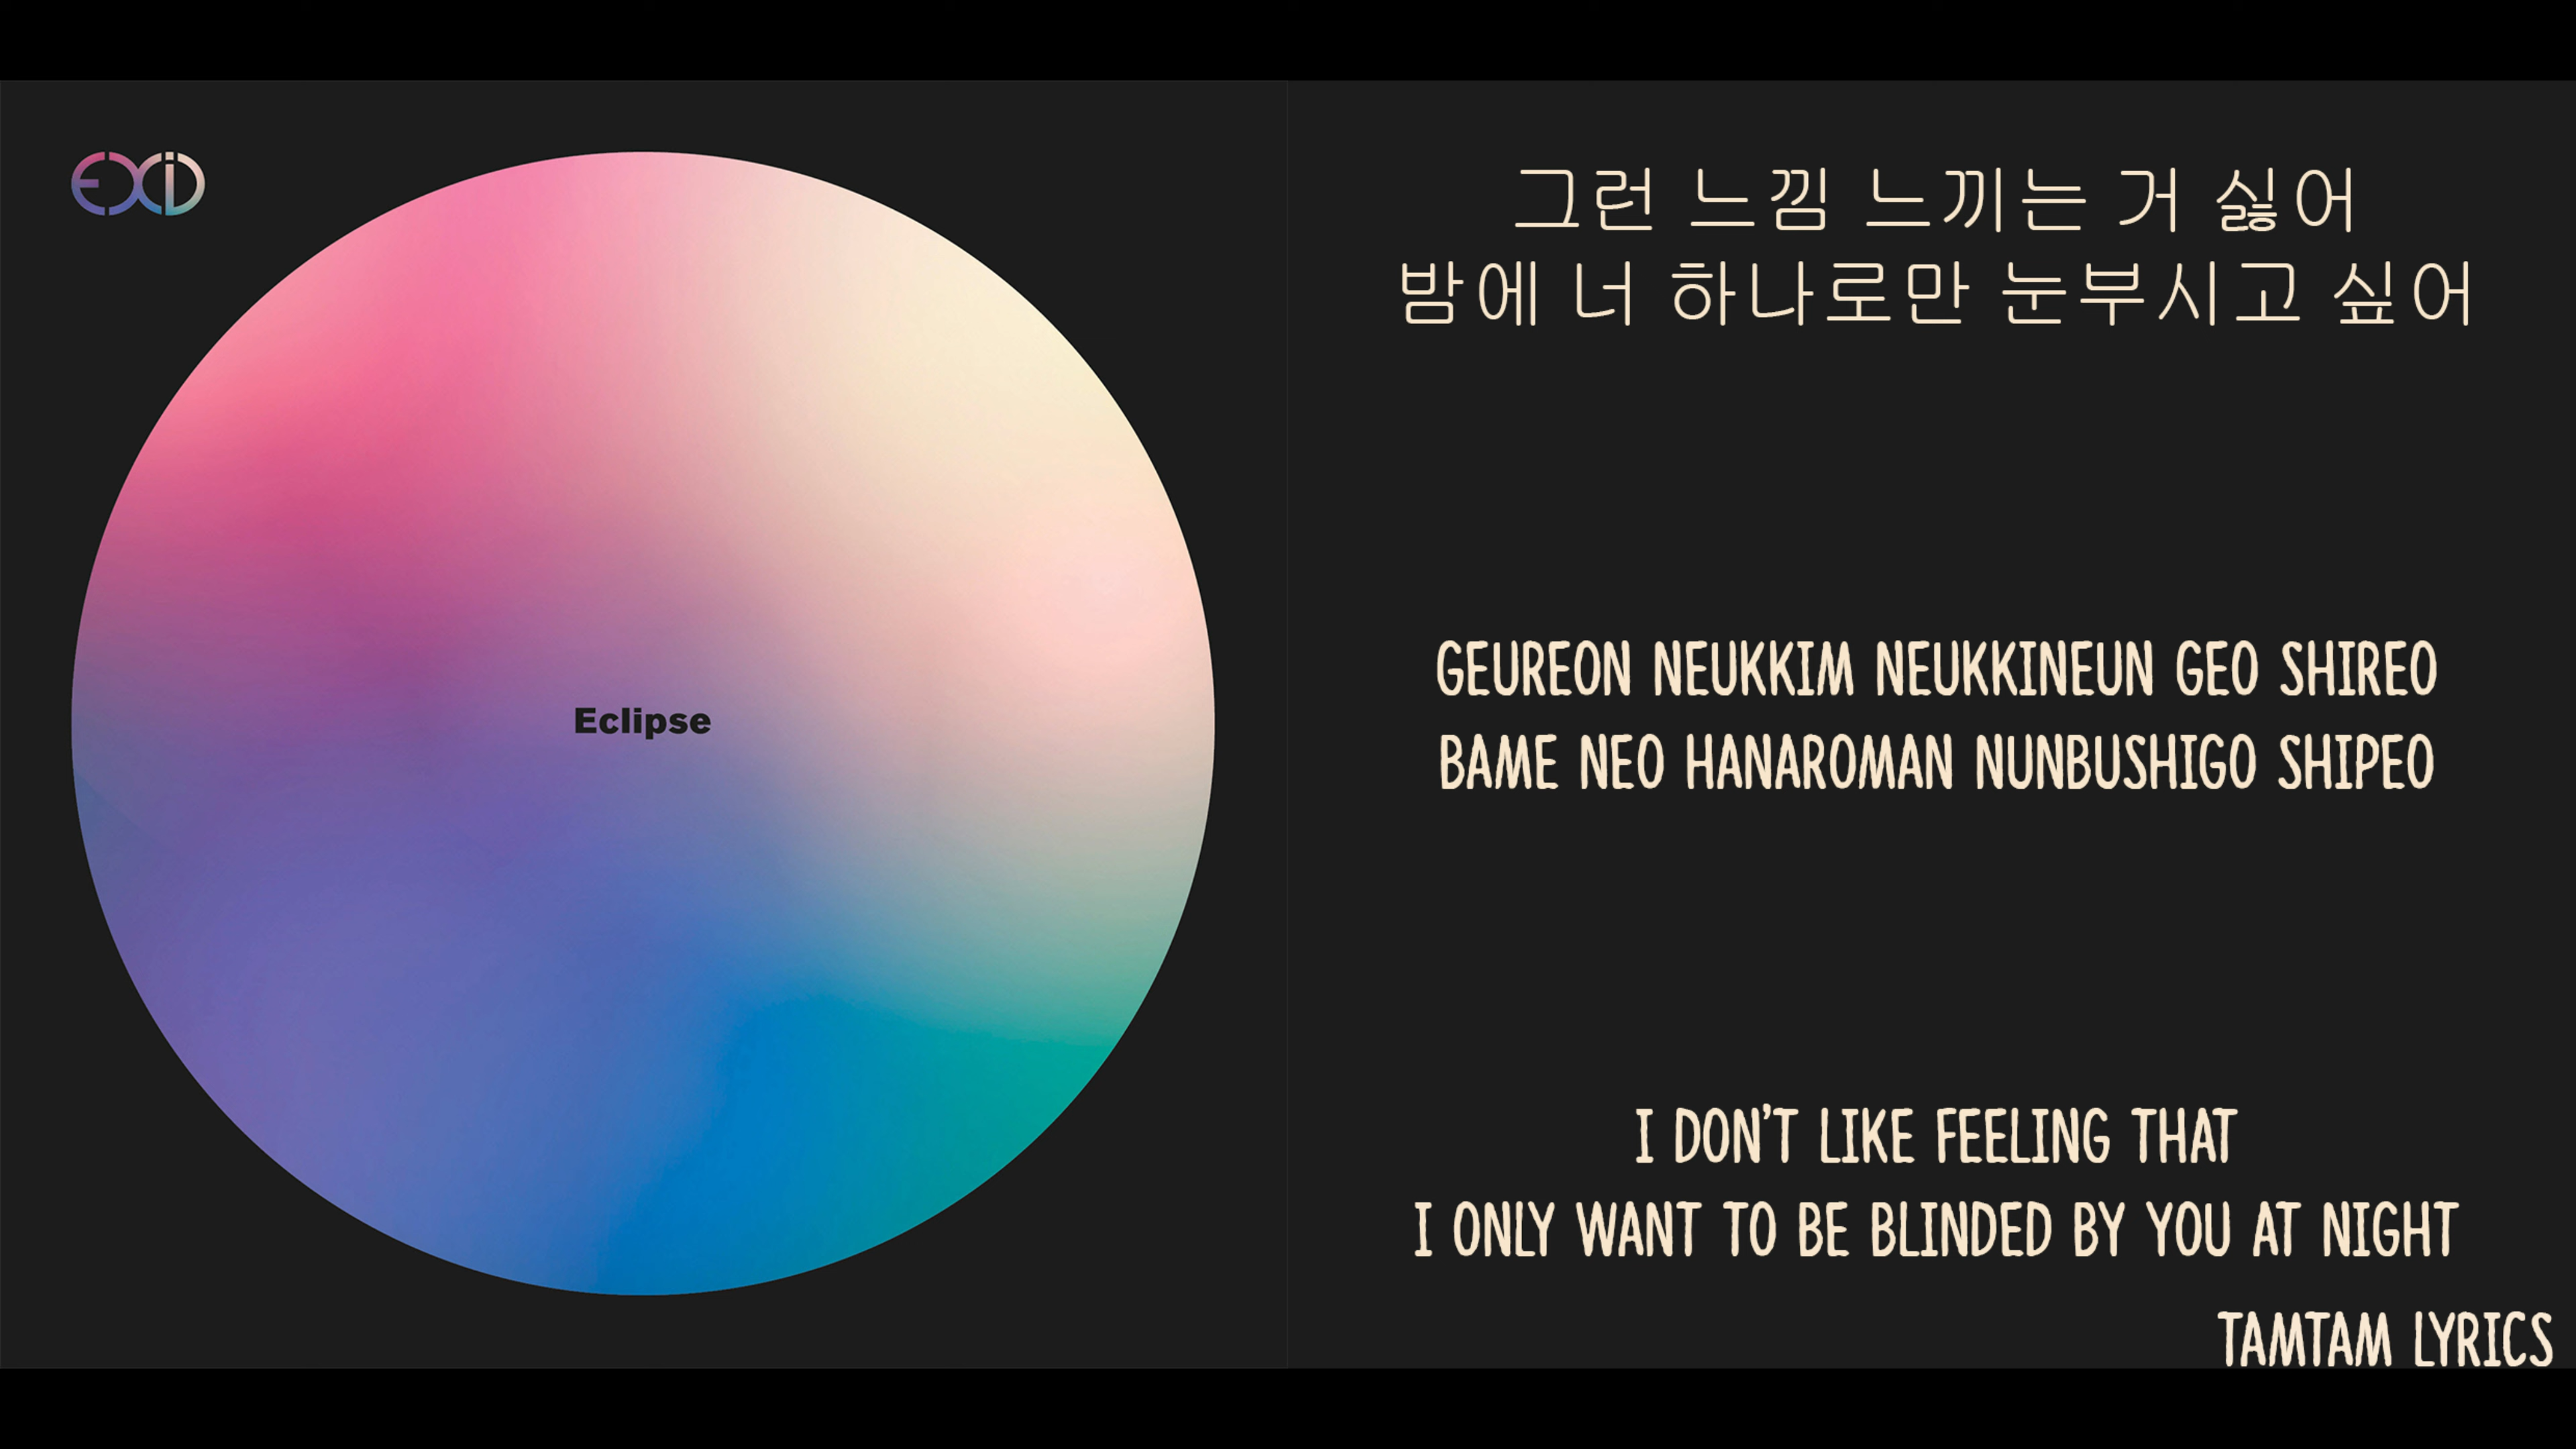 EXID
Eclipse
그런 느낌 느끼는 거 싫어
밤에 너 하나로만 눈부시고 싶어
GEUREON NEUKKIM NEUKKINEUN GEO SHIREO
BAME NEO HANAROMAN NUNBUSHIGO SHIPEO
I DON'T LIKE FEELING THAT
I ONLY WANT TO BE BLINDED BY YOU AT NIGHT
TAMTAM LYRICS